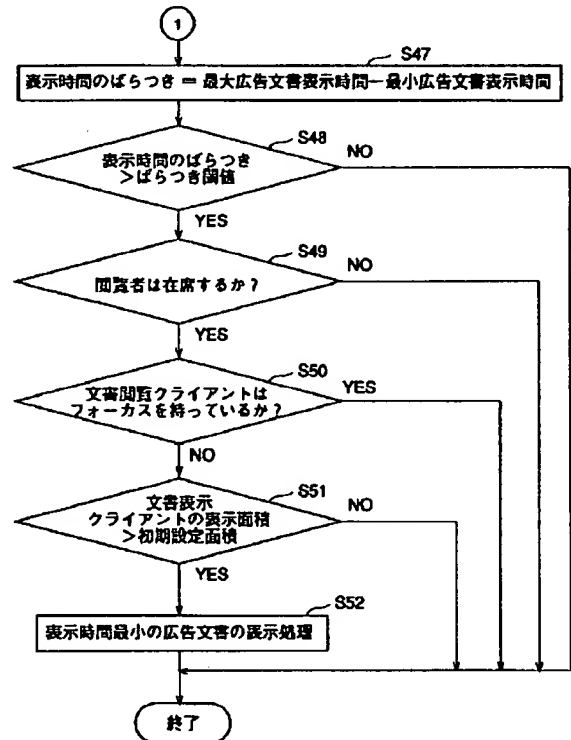 1
S47
表示時間のばらつき = 最大広告文書表示時間－最小広告文書表示時間
S48
表示時間のばらつき
＞ばらつき閾値
NO
YES
S49
閲覧者は在席するか？
NO
YES
S50
文書閲覧クライアントは
フォーカスを持っているか？
YES
NO
S51
文書表示
クライアントの表示面積
＞初期設定面積
NO
YES
S52
表示時間最小の広告文書の表示処理
終了